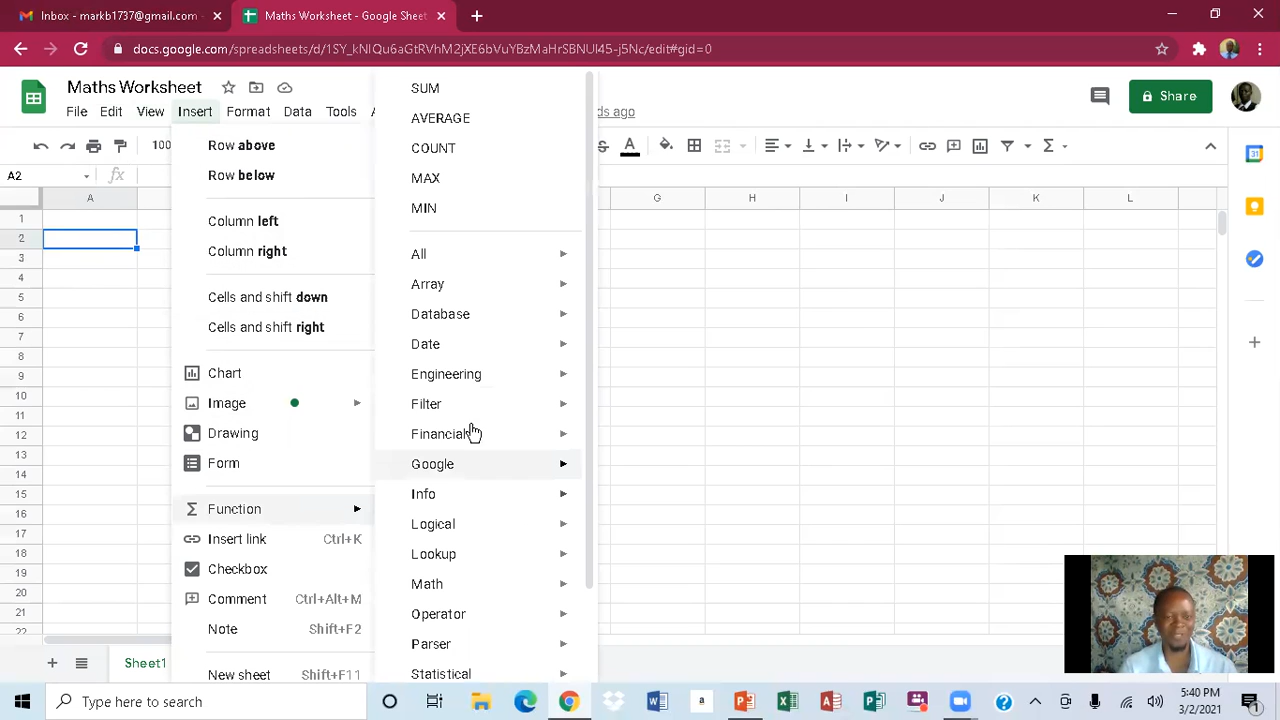 Inbox - markb1737@gmail.com
Maths Worksheet - Google Sheet
docs.google.com/spreadsheets/d/1SY_kNIQu6aGtRVhM2jXE6bVuYBzMaHrSBNUl45-j5Nc/edit#gid=0
Maths Worksheet
File Edit View Insert Format Data Tools A ds ago
Share
100
A2
fx
A G H I J K L
1
2
3
4
5
6
7
8
9
10
11
12
13
14
15
16
17
18
19
20
21
22
Row above
Row below
Column left
Column right
Cells and shift down
Cells and shift right
Chart
Image
Drawing
Form
Function
Insert link Ctrl+K
Checkbox
Comment Ctrl+Alt+M
Note Shift+F2
New sheet Shift+F11
SUM
AVERAGE
COUNT
MAX
MIN
All
Array
Database
Date
Engineering
Filter
Financial
Google
Info
Logical
Lookup
Math
Operator
Parser
Statistical
Sheet1
Type here to search
5:40 PM
3/2/2021